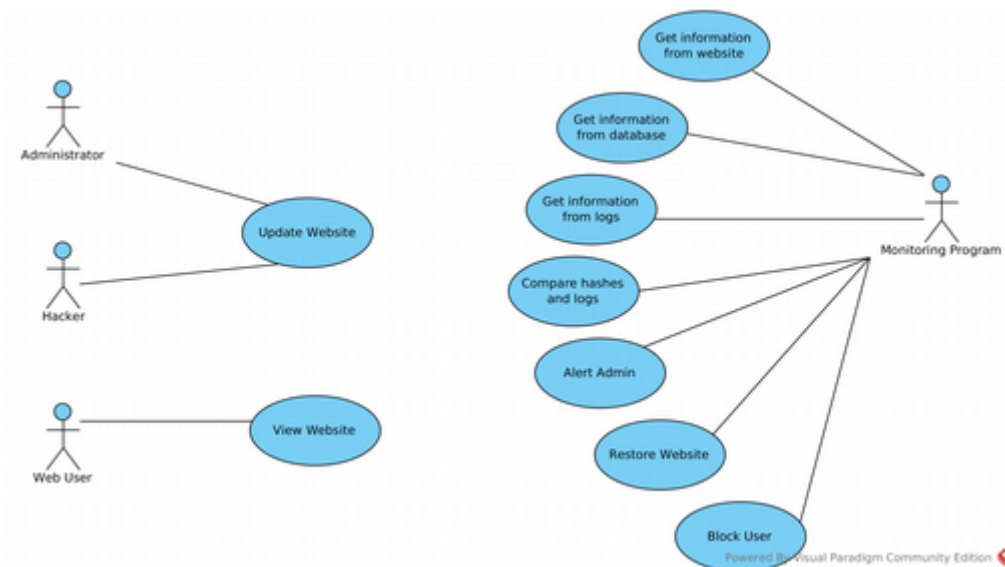 Get information
from website
Get information
from database
Administrator
Get information
from logs
Update Website
Monitoring Program
Compare hashes
and logs
Hacker
Alert Admin
View Website
Restore Website
Web User
Block User
Powered By Visual Paradigm Community Edition